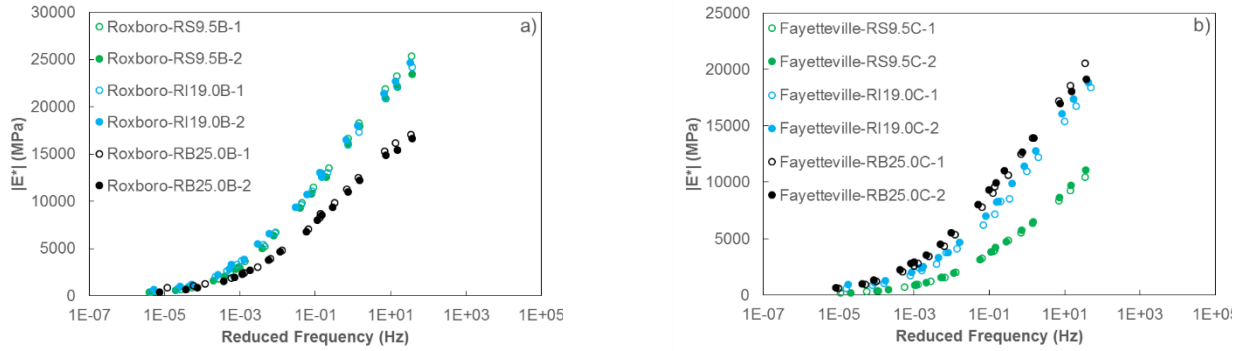 a)
Roxboro-RS9.5B-1
Roxboro-RS9.5B-2
Roxboro-RI19.0B-1
Roxboro-RI19.0B-2
Roxboro-RB25.0B-1
Roxboro-RB25.0B-2
|E*| (MPa)
30000
25000
20000
15000
10000
5000
0
1E-07 1E-05 1E-03 1E-01 1E+01 1E+03 1E+05
Reduced Frequency (Hz)
b)
Fayetteville-RS9.5C-1
Fayetteville-RS9.5C-2
Fayetteville-RI19.0C-1
Fayetteville-RI19.0C-2
Fayetteville-RB25.0C-1
Fayetteville-RB25.0C-2
|E*| (MPa)
25000
20000
15000
10000
5000
0
1E-07 1E-05 1E-03 1E-01 1E+01 1E+03 1E+05
Reduced Frequency (Hz)